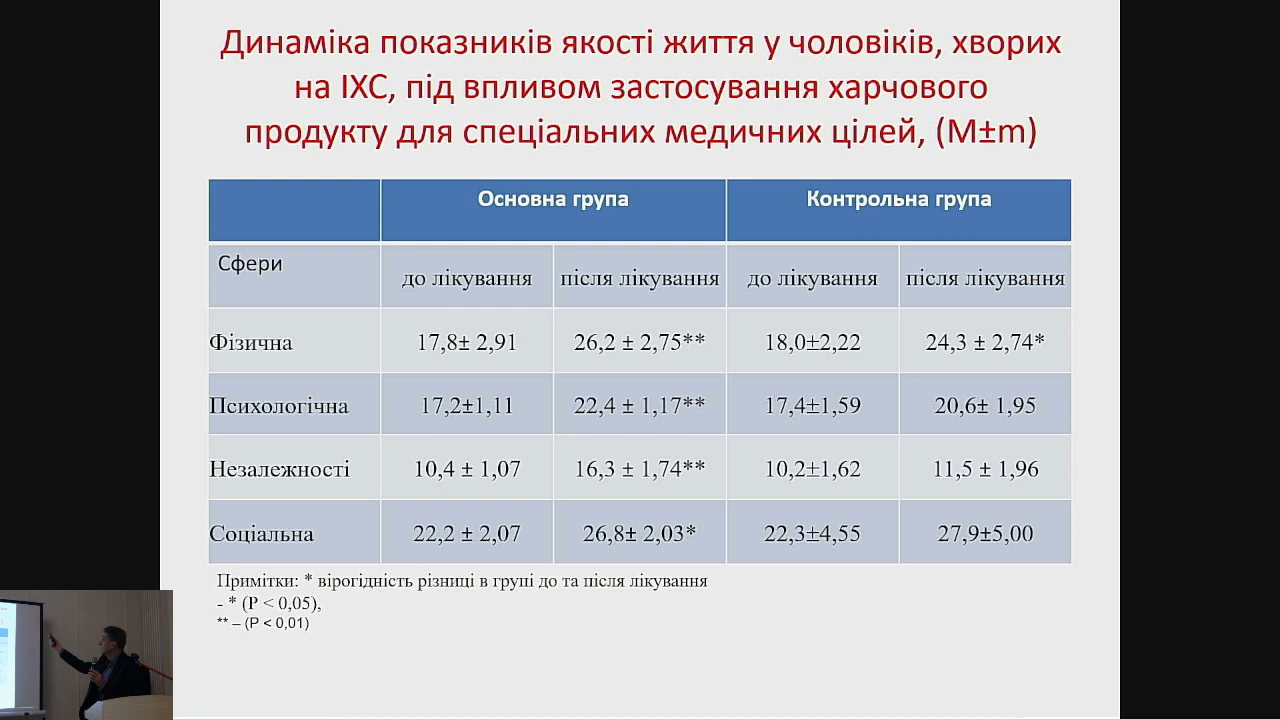 Динаміка показників якості життя у чоловіків, хворих
на ІХС, під впливом застосування харчового
продукту для спеціальних медичних цілей, (M±m)
Основна група Контрольна група
Сфери до лікування після лікування до лікування після лікування
Фізична 17,8± 2,91 26,2 ± 2,75** 18,0±2,22 24,3 ± 2,74*
Психологічна 17,2±1,11 22,4 ± 1,17** 17,4±1,59 20,6± 1,95
Незалежності 10,4 ± 1,07 16,3 ± 1,74** 10,2±1,62 11,5 ± 1,96
Соціальна 22,2 ± 2,07 26,8± 2,03* 22,3±4,55 27,9±5,00
Примітки: * вірогідність різниці в групі до та після лікування
- * (P < 0,05),
** – (P < 0,01)